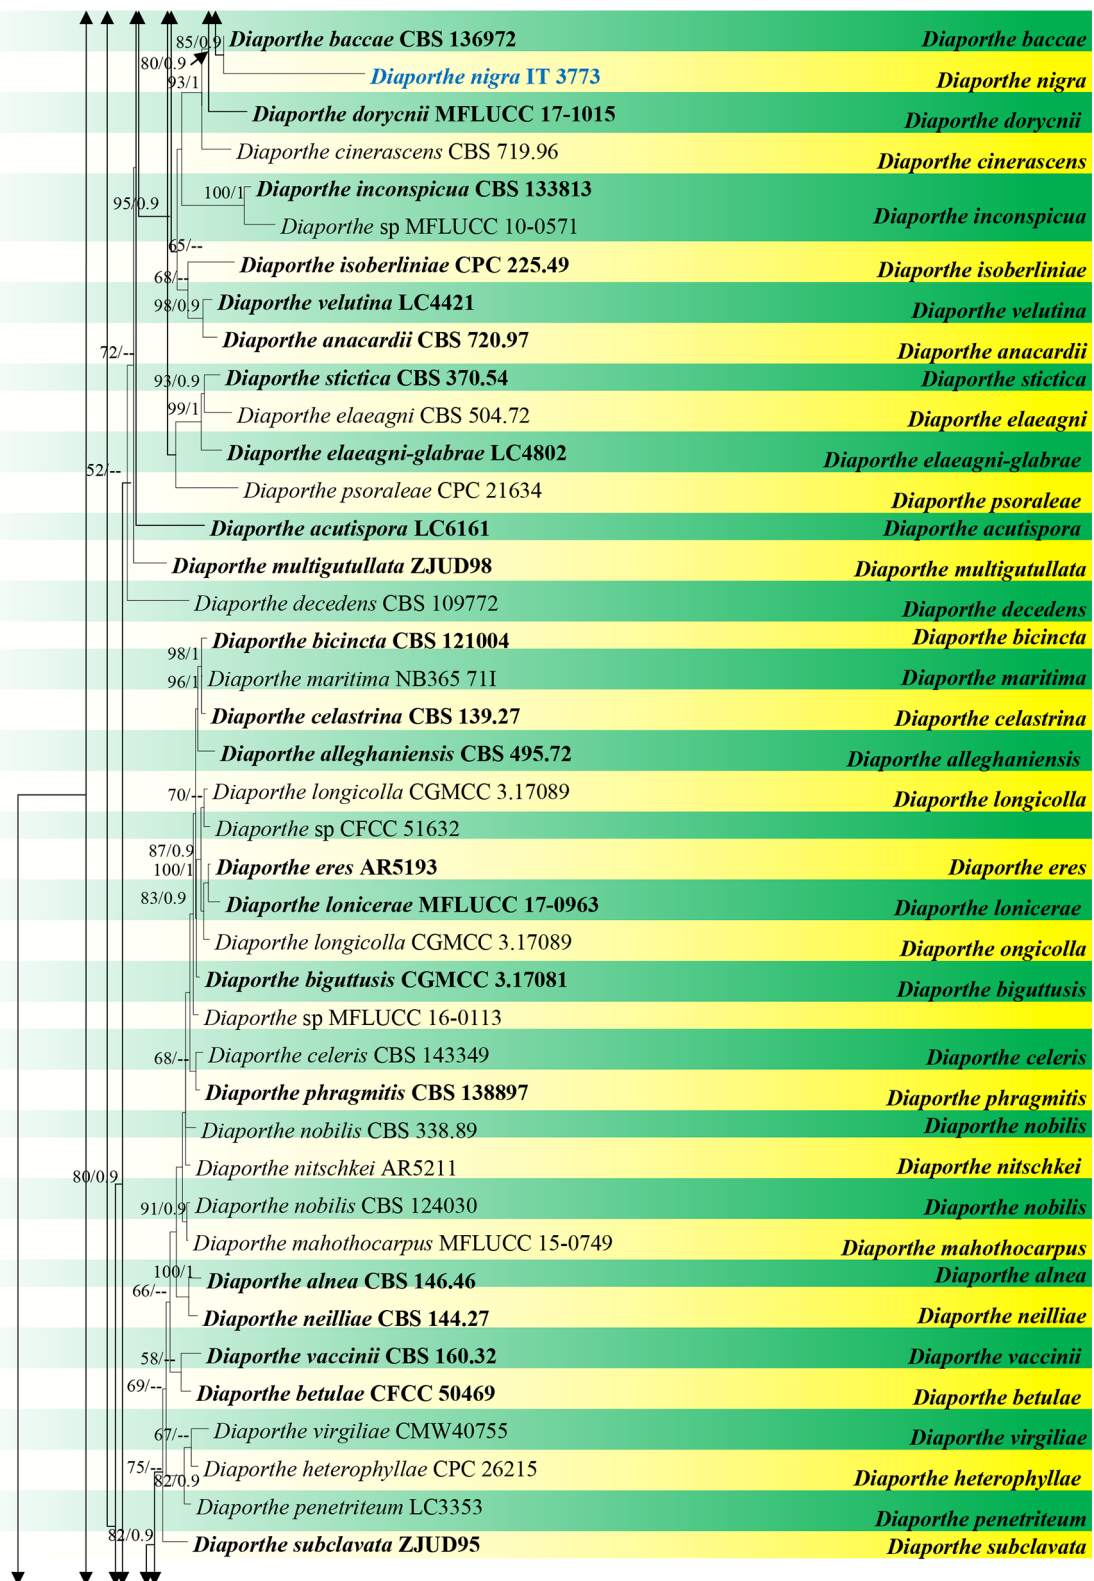 85/0.9 Diaporthe baccae CBS 136972 Diaporthe baccae
80/0.9
Diaporthe nigra IT 3773 Diaporthe nigra
93/1
Diaporthe dorycnii MFLUCC 17-1015 Diaporthe dorycnii
Diaporthe cinerascens CBS 719.96 Diaporthe cinerascens
100/1 Diaporthe inconspicua CBS 133813 Diaporthe inconspicua
95/0.9
Diaporthe sp MFLUCC 10-0571
65/--
Diaporthe isoberliniae CPC 225.49 Diaporthe isoberliniae
68/--
98/0.9 Diaporthe velutina LC4421 Diaporthe velutina
Diaporthe anacardii CBS 720.97 Diaporthe anacardii
72/--
93/0.9 Diaporthe stictica CBS 370.54 Diaporthe stictica
99/1 Diaporthe elaeagni CBS 504.72 Diaporthe elaeagni
Diaporthe elaeagni-glabrae LC4802 Diaporthe elaeagni-glabrae
52/--
Diaporthe psoraleae CPC 21634 Diaporthe psoraleae
Diaporthe acutispora LC6161 Diaporthe acutispora
Diaporthe multigutullata ZJUD98 Diaporthe multigutullata
Diaporthe decedens CBS 109772 Diaporthe decedens
Diaporthe bicincta CBS 121004 Diaporthe bicincta
98/1
96/1 Diaporthe maritima NB365 71I Diaporthe maritima
Diaporthe celastrina CBS 139.27 Diaporthe celastrina
Diaporthe alleghaniensis CBS 495.72 Diaporthe alleghaniensis
70/-- Diaporthe longicolla CGMCC 3.17089 Diaporthe longicolla
Diaporthe sp CFCC 51632
87/0.9
100/1 Diaporthe eres AR5193 Diaporthe eres
83/0.9 Diaporthe lonicerae MFLUCC 17-0963 Diaporthe lonicerae
Diaporthe longicolla CGMCC 3.17089 Diaporthe ongicolla
Diaporthe biguttusis CGMCC 3.17081 Diaporthe biguttusis
Diaporthe sp MFLUCC 16-0113
68/-- Diaporthe celeris CBS 143349 Diaporthe celeris
Diaporthe phragmitis CBS 138897 Diaporthe phragmitis
Diaporthe nobilis CBS 338.89 Diaporthe nobilis
Diaporthe nitschkei AR5211 Diaporthe nitschkei
80/0.9
91/0.9 Diaporthe nobilis CBS 124030 Diaporthe nobilis
Diaporthe mahothocarpus MFLUCC 15-0749 Diaporthe mahothocarpus
100/1 Diaporthe alnea CBS 146.46 Diaporthe alnea
66/--
Diaporthe neilliae CBS 144.27 Diaporthe neilliae
58/-- Diaporthe vaccinii CBS 160.32 Diaporthe vaccinii
69/-- Diaporthe betulae CFCC 50469 Diaporthe betulae
67/-- Diaporthe virgiliae CMW40755 Diaporthe virgiliae
75/-- Diaporthe heterophyllae CPC 26215 Diaporthe heterophyllae
82/0.9
Diaporthe penetriteum LC3353 Diaporthe penetriteum
82/0.9 Diaporthe subclavata ZJUD95 Diaporthe subclavata